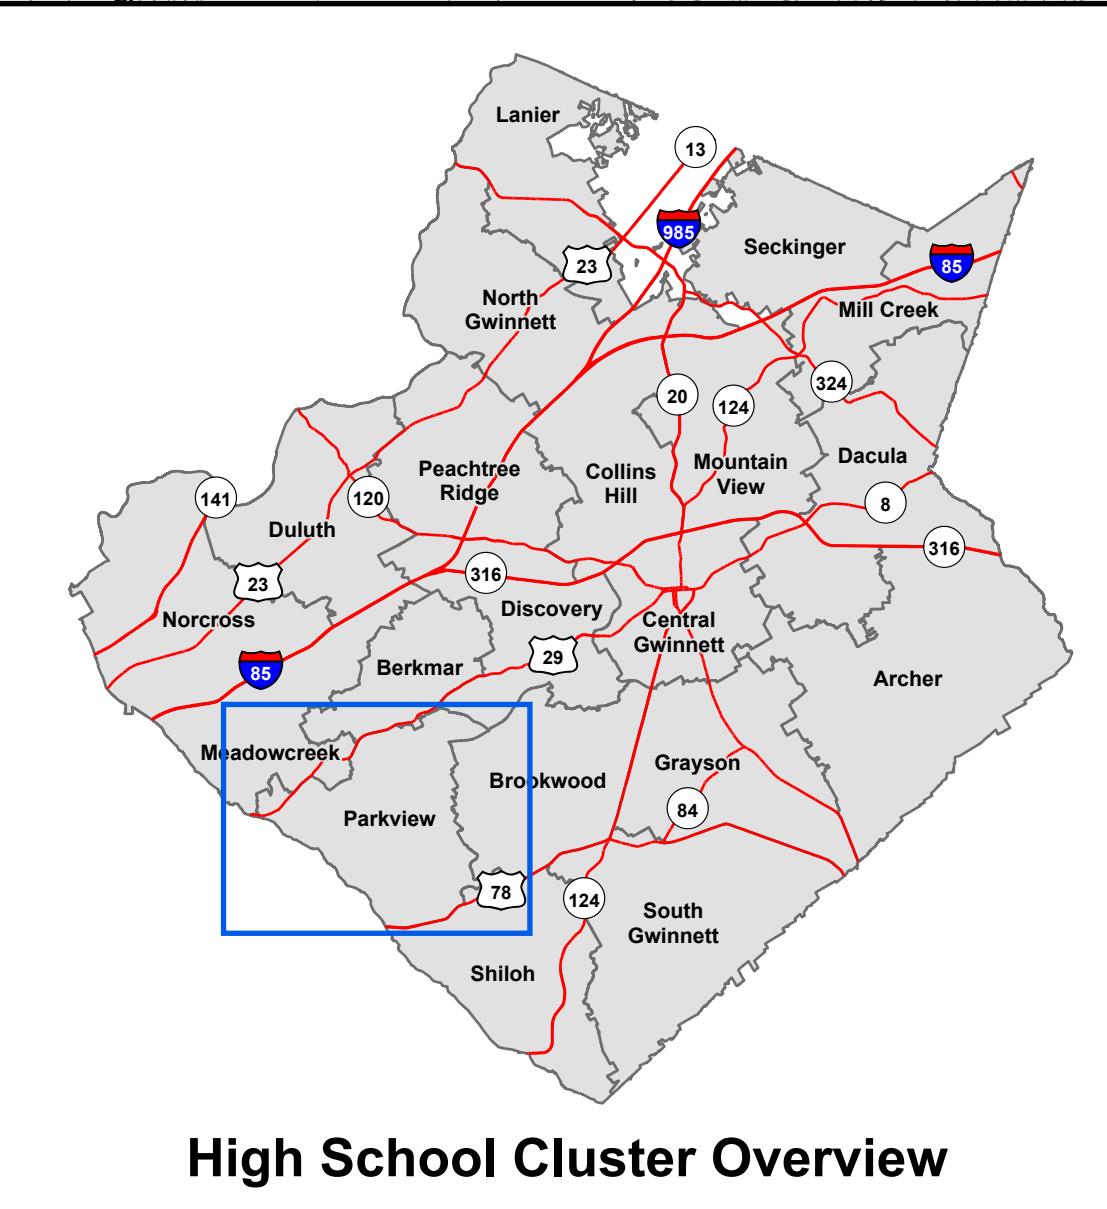 Lanier
13
985
Seckinger
23
85
North
Gwinnett
Mill Creek
324
20
124
Peachtree
Ridge
Collins
Hill
Mountain
View
Dacula
141
120
8
Duluth
316
23
316
Norcross
Discovery
Central
Gwinnett
29
85
Berkmar
Archer
Meadowcreek
Grayson
Brookwood
84
Parkview
78
124
South
Gwinnett
Shiloh
High School Cluster Overview